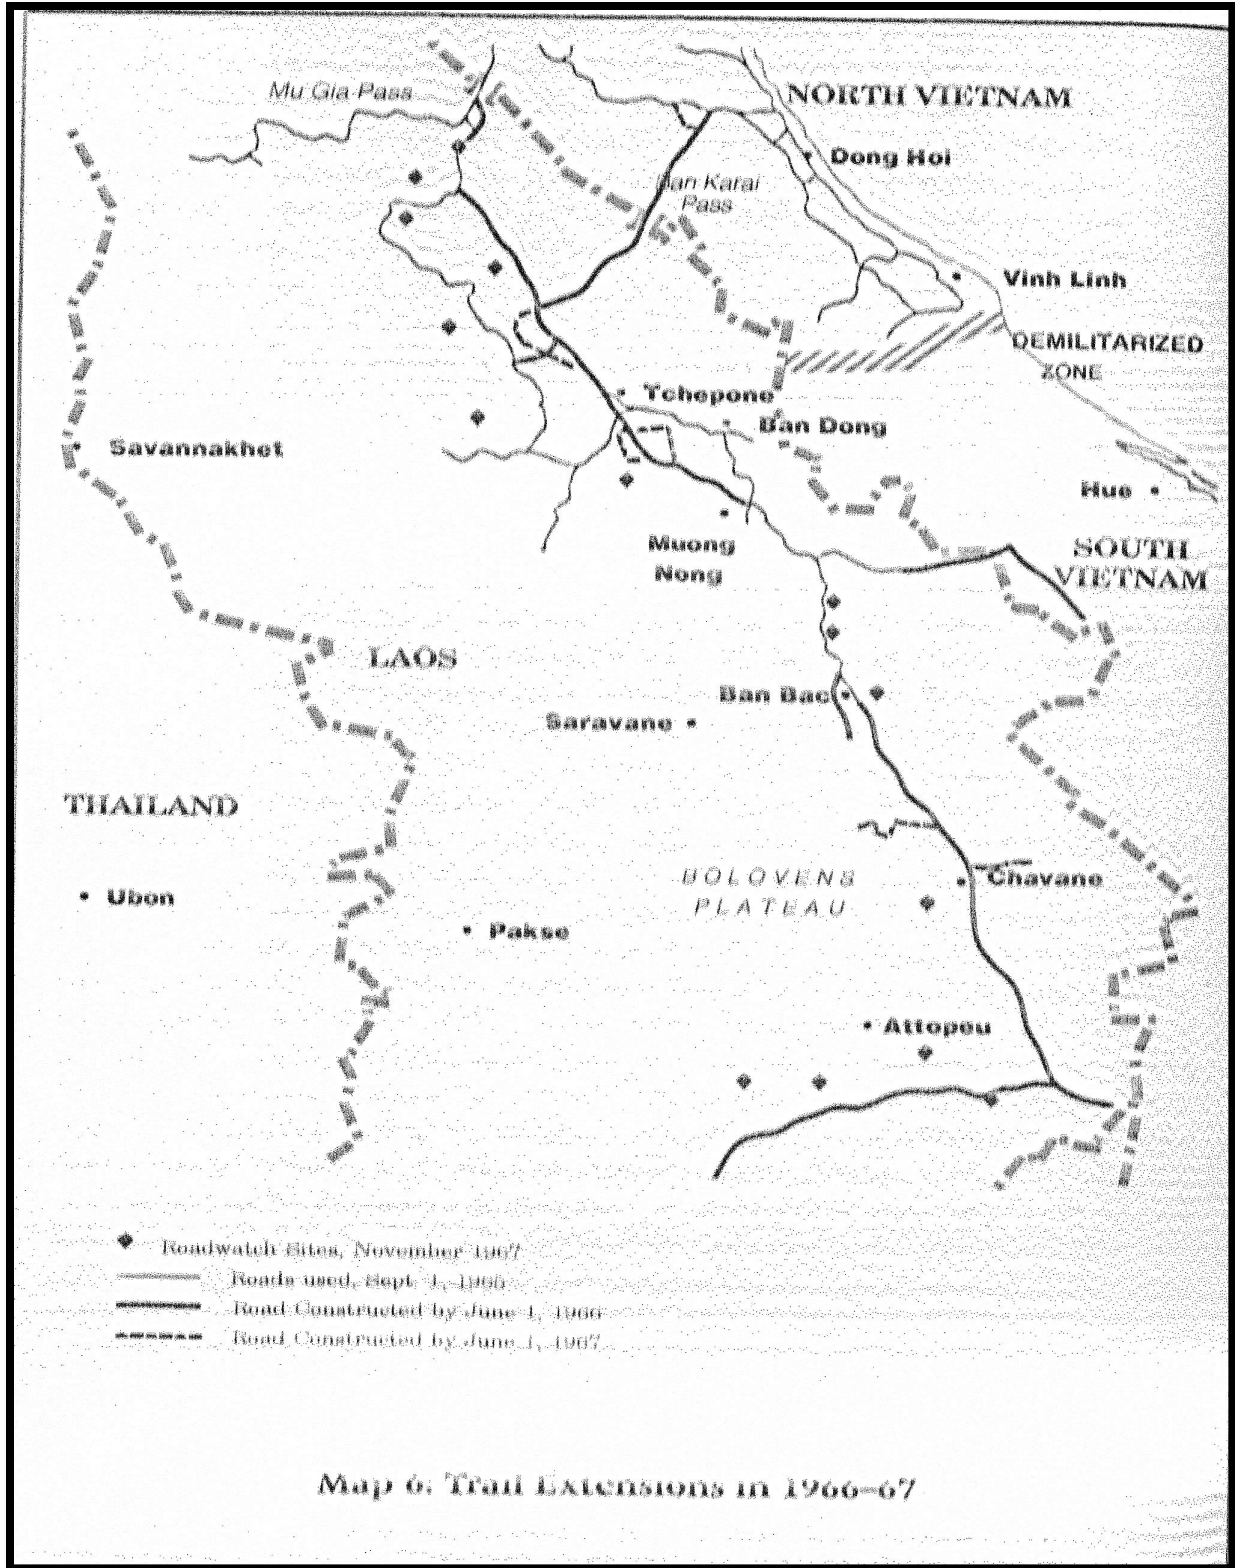 Mu Gia Pass
NORTH VIETNAM
Dong Hoi
Ban Karai
Pass
Vinh Linh
DEMILITARIZED
ZONE
Tchepone
Ban Dong
Savannakhet
Hue
Muong
Nong
SOUTH
VIETNAM
LAOS
Ban Bac
Saravane
THAILAND
BOLOVENS
PLATEAU
Chavane
Ubon
Pakse
Attopeu
Roadwatch Sites, November 1967
Roads used, Sept. 1, 1965
Road Constructed by June 1, 1966
Road Constructed by June 1, 1967
Map 6: Trail Extensions in 1966–67